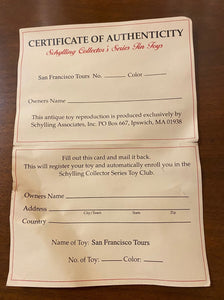 CERTIFICATE OF AUTHENTICITY
Schylling Collector's Series Tin Toys
San Francisco Tours No. Color
Owners Name
This antique toy reproduction is produced exclusively by
Schylling Associates, Inc. PO Box 667, Ipswich, MA 01938
Fill out this card and mail it back.
This will register your toy and automatically enroll you in the
Schylling Collector Series Toy Club.
Owners Name
Address
City/Town State Zip
Country
Name of Toy: San Francisco Tours
No. of Toy: Color: